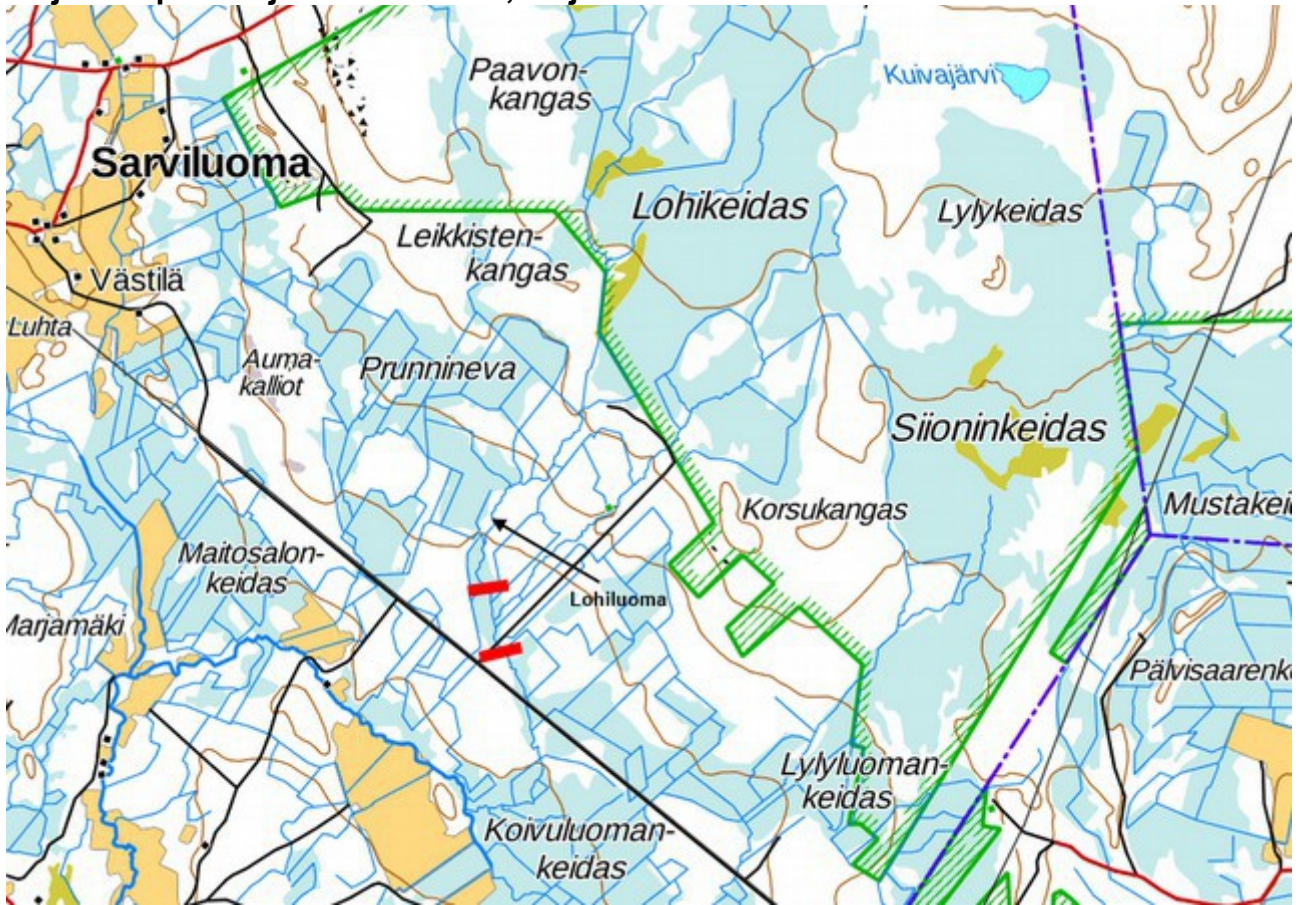 Paavon-
kangas
Kuivajärvi
Sarviluoma
Lohikeidas
Lylykeidas
Leikkisten-
kangas
Västilä
Luhta
Auma-
kalliot
Prunnineva
Siioninkeidas
Korsukangas
Mustakei
Maitosalon-
keidas
Lohiluoma
Marjamäki
Pälvisaarenk
Lylyluoman-
keidas
Koivuluoman-
keidas